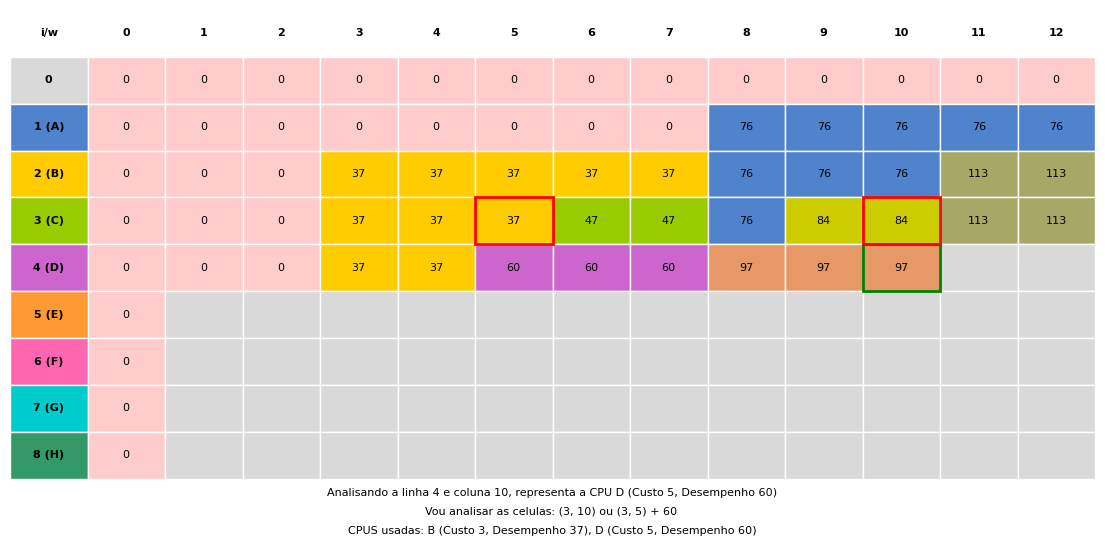 i/w 0 1 2 3 4 5 6 7 8 9 10 11 12
0 0 0 0 0 0 0 0 0 0 0 0 0 0
1 (A) 0 0 0 0 0 0 0 0 76 76 76 76 76
2 (B) 0 0 0 37 37 37 37 37 76 76 76 113 113
3 (C) 0 0 0 37 37 37 47 47 76 84 84 113 113
4 (D) 0 0 0 37 37 60 60 60 97 97 97
5 (E) 0
6 (F) 0
7 (G) 0
8 (H) 0
Analisando a linha 4 e coluna 10, representa a CPU D (Custo 5, Desempenho 60)
Vou analisar as celulas: (3, 10) ou (3, 5) + 60
CPUS usadas: B (Custo 3, Desempenho 37), D (Custo 5, Desempenho 60)